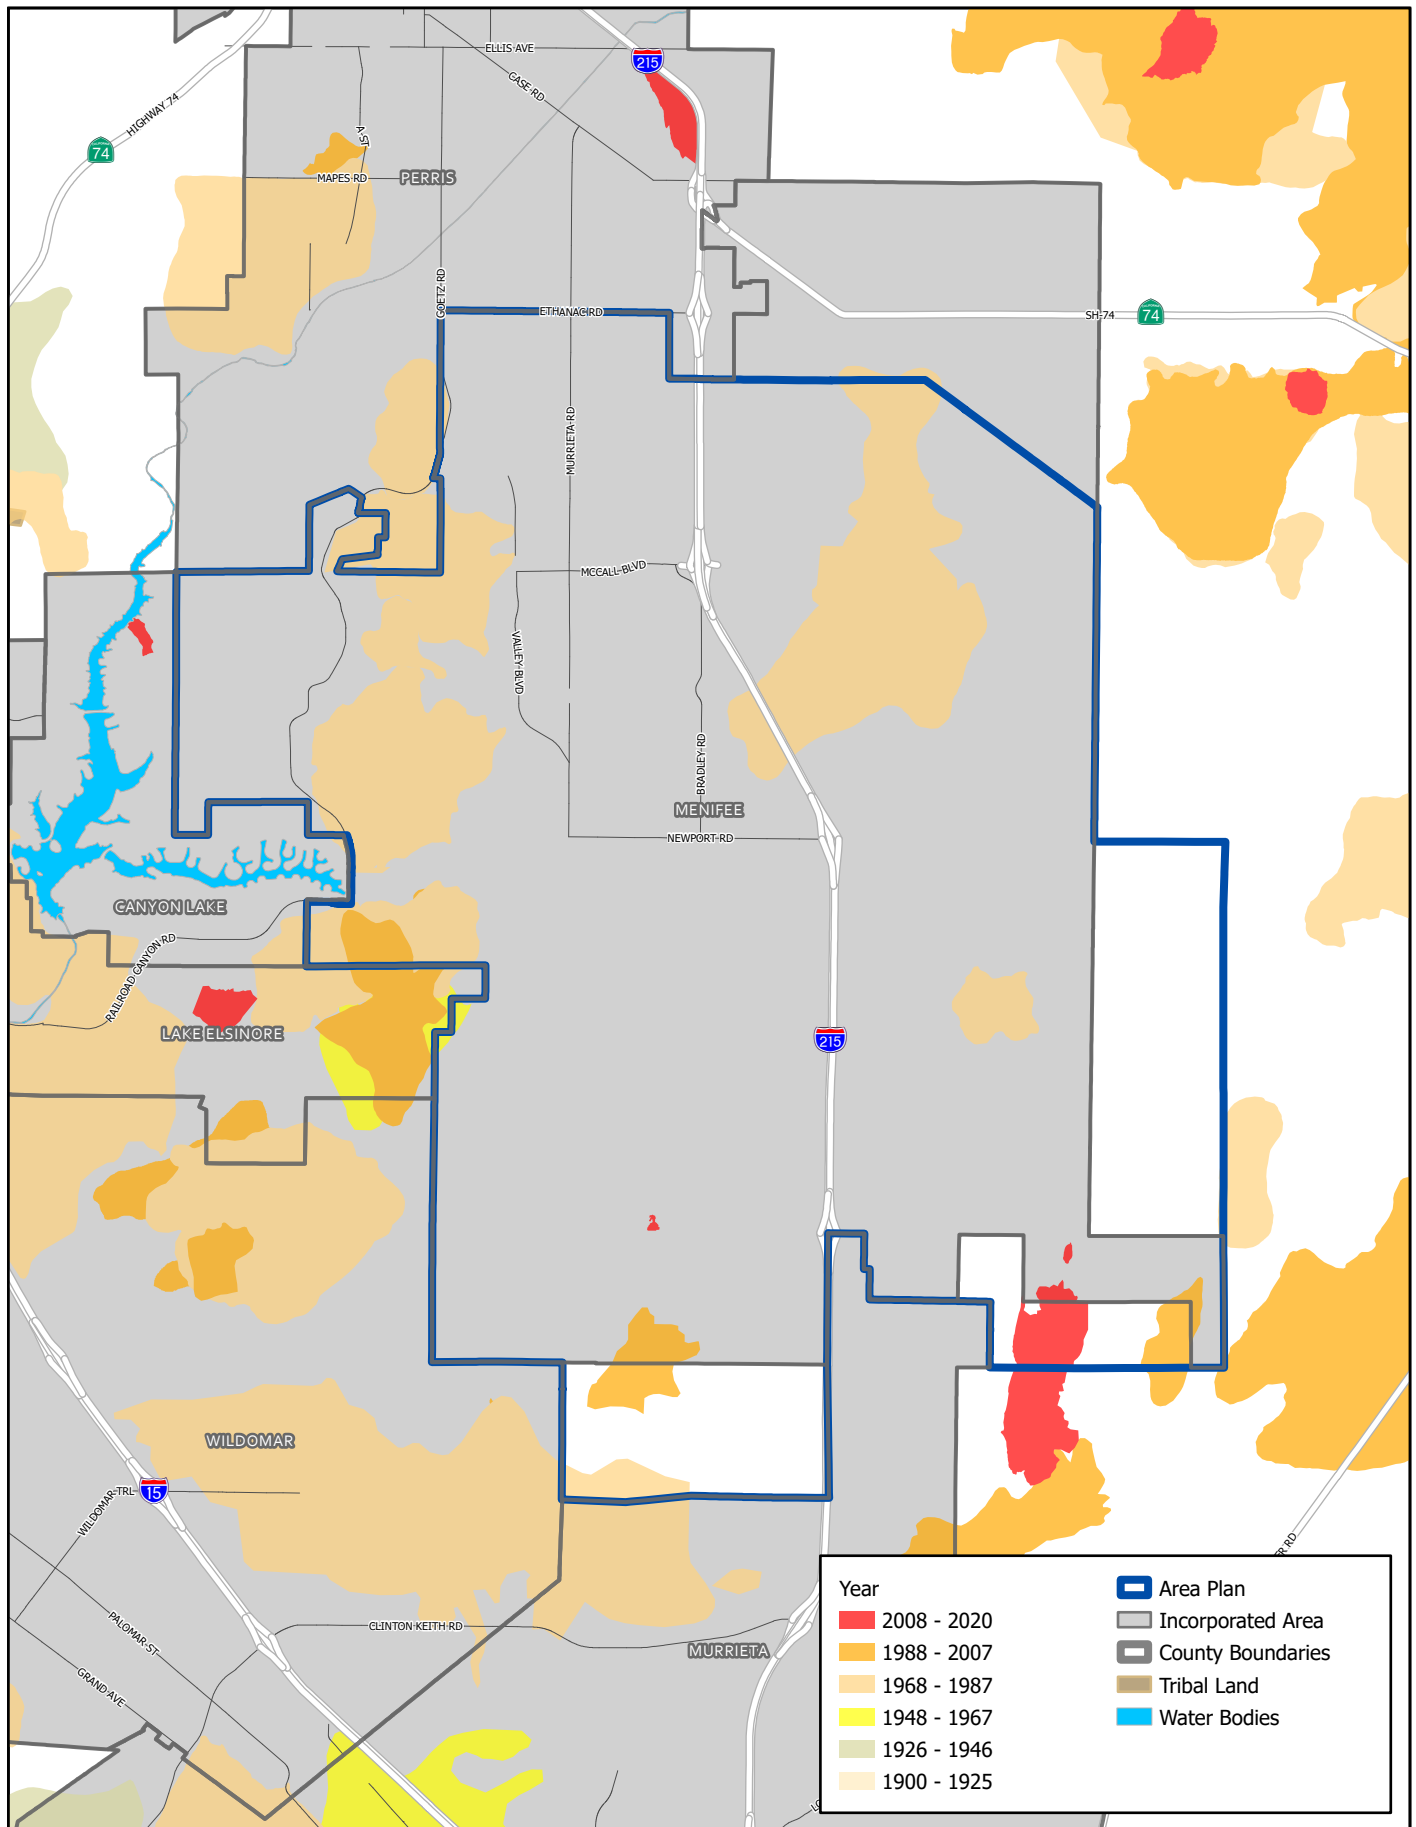 ELLIS AVE
215
CASE RD
HIGHWAY 74
CALIFORNIA
74
A ST
MAPES RD
PERRIS
GOETZ RD
ETHANAC RD
SH-74
CALIFORNIA
74
MURRIETA RD
MCCALL BLVD
VALLEY BLVD
BRADLEY RD
MENIFEE
NEWPORT RD
CANYON LAKE
RAILROAD CANYON RD
LAKE ELSINORE
215
WILDOMAR
15
WILDOMAR TRL
PALOMAR ST
GRAND AVE
CLINTON KEITH RD
MURRIETA
Year
2008 - 2020
1988 - 2007
1968 - 1987
1948 - 1967
1926 - 1946
1900 - 1925
Area Plan
Incorporated Area
County Boundaries
Tribal Land
Water Bodies